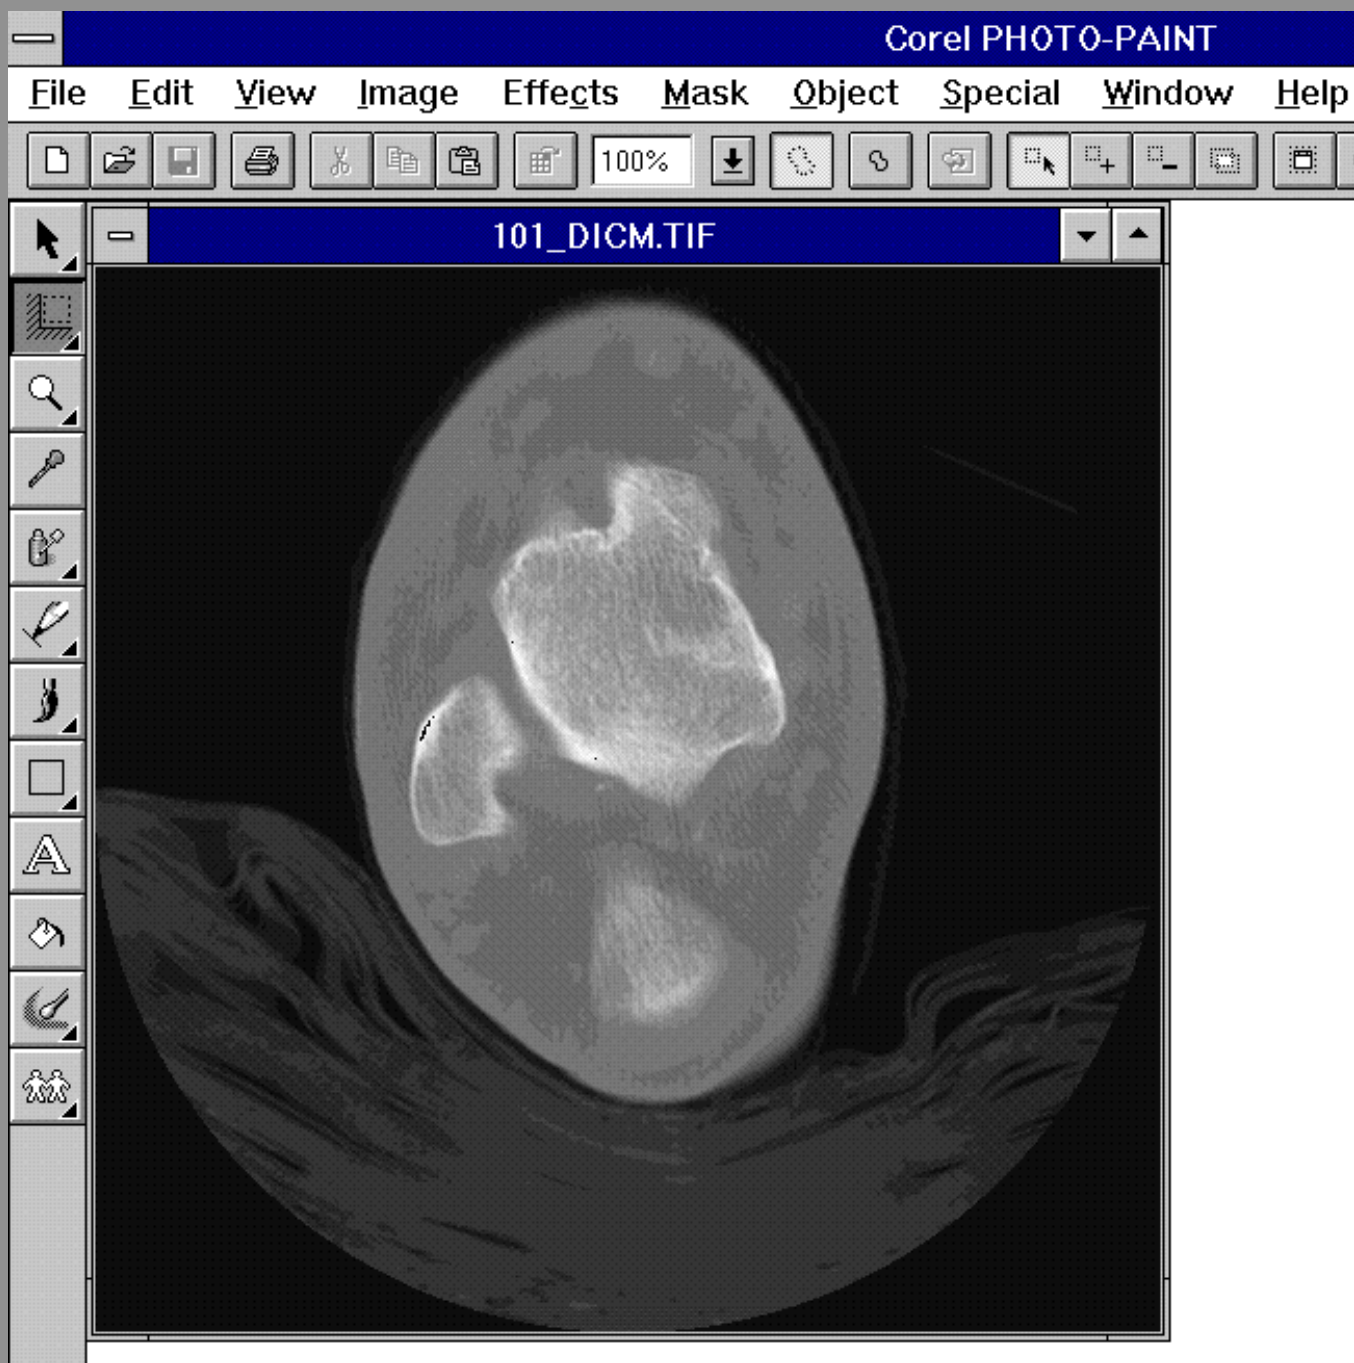 Corel PHOTO-PAINT
File Edit View Image Effects Mask Object Special Window Help
100%
101_DICM.TIF
A